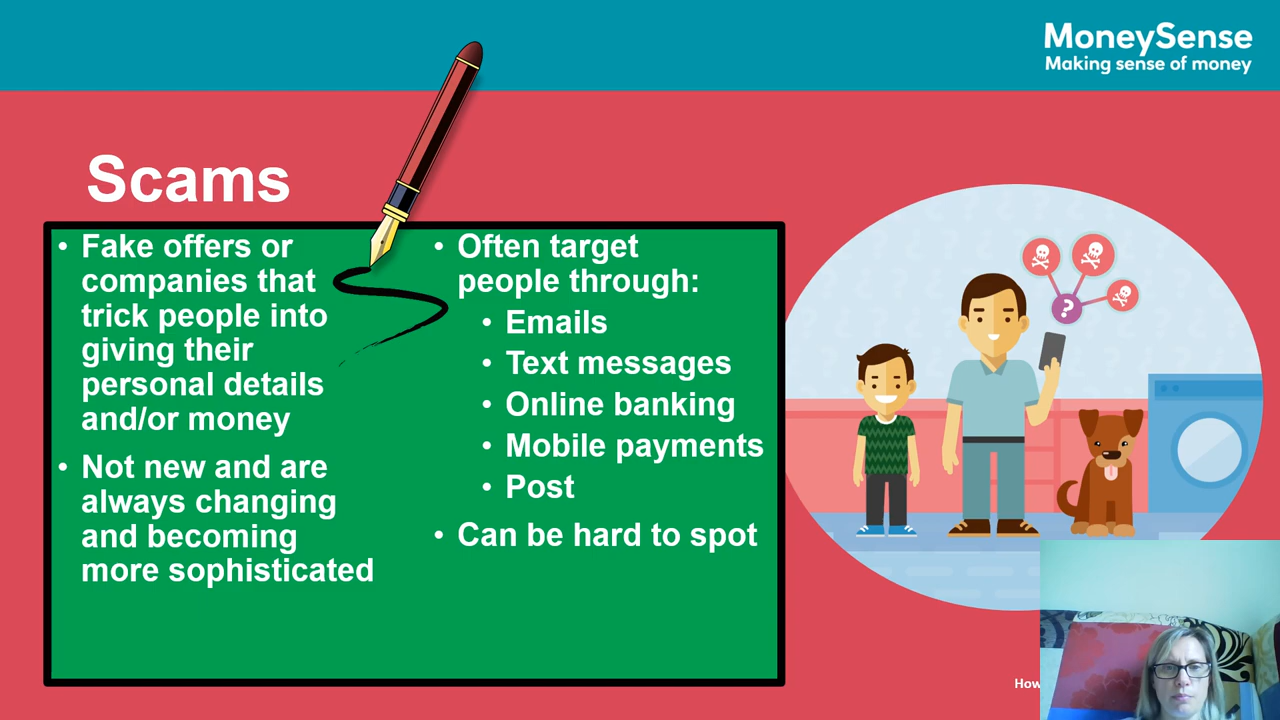 MoneySense
Making sense of money
Scams
• Fake offers or
companies that
trick people into
giving their
personal details
and/or money
• Not new and are
always changing
and becoming
more sophisticated
• Often target
people through:
• Emails
• Text messages
• Online banking
• Mobile payments
• Post
• Can be hard to spot
?
How